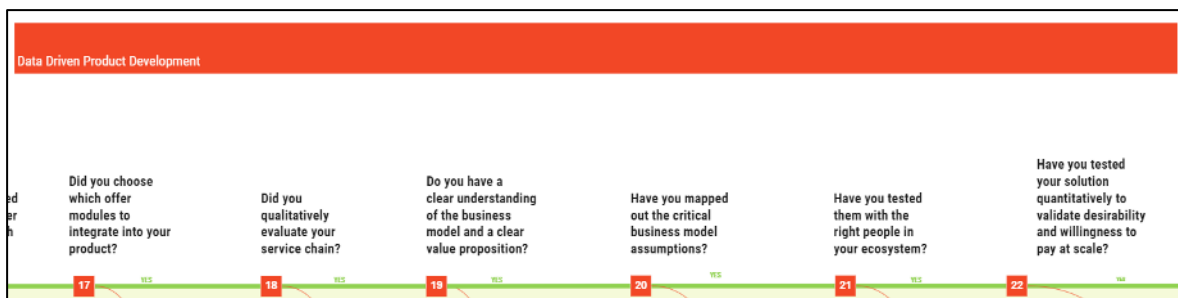 Data Driven Product Development
ed
er
h
Did you choose
which offer
modules to
integrate into your
product?
Did you
qualitatively
evaluate your
service chain?
Do you have a
clear understanding
of the business
model and a clear
value proposition?
Have you mapped
out the critical
business model
assumptions?
Have you tested
them with the
right people in
your ecosystem?
Have you tested
your solution
quantitatively to
validate desirability
and willingness to
pay at scale?
17
YES
18
YES
19
YES
20
YES
21
YES
22
YES